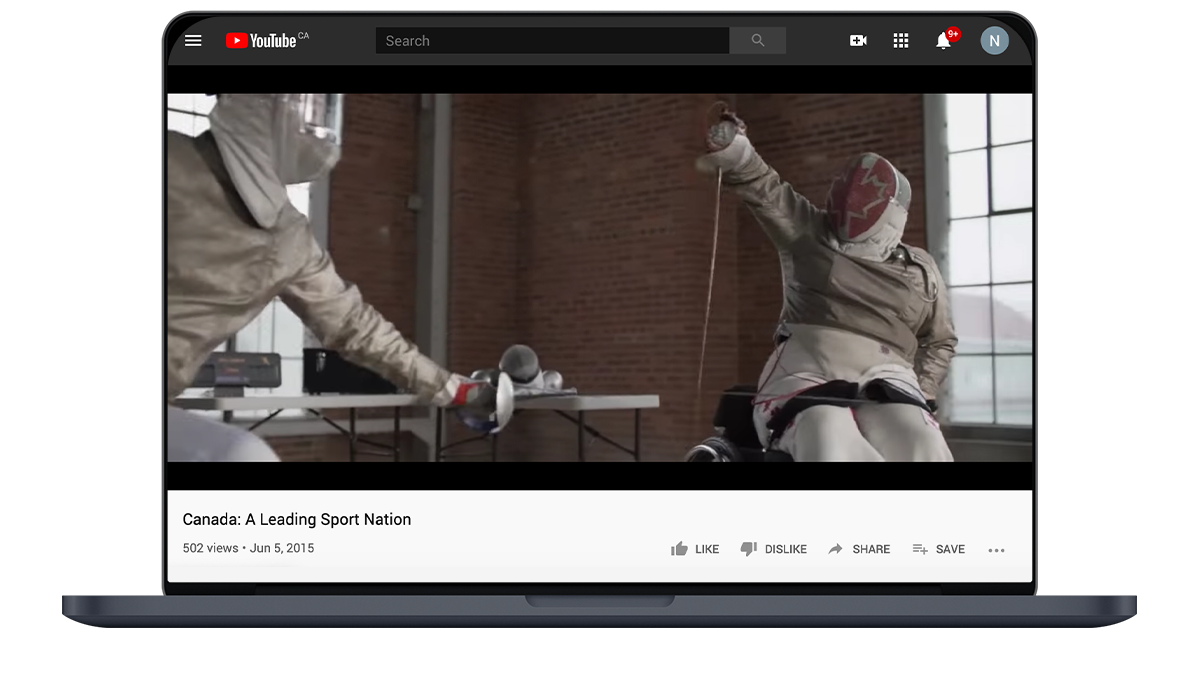 YouTube CA
Search
9+
N
Canada: A Leading Sport Nation
502 views • Jun 5, 2015
LIKE DISLIKE SHARE SAVE